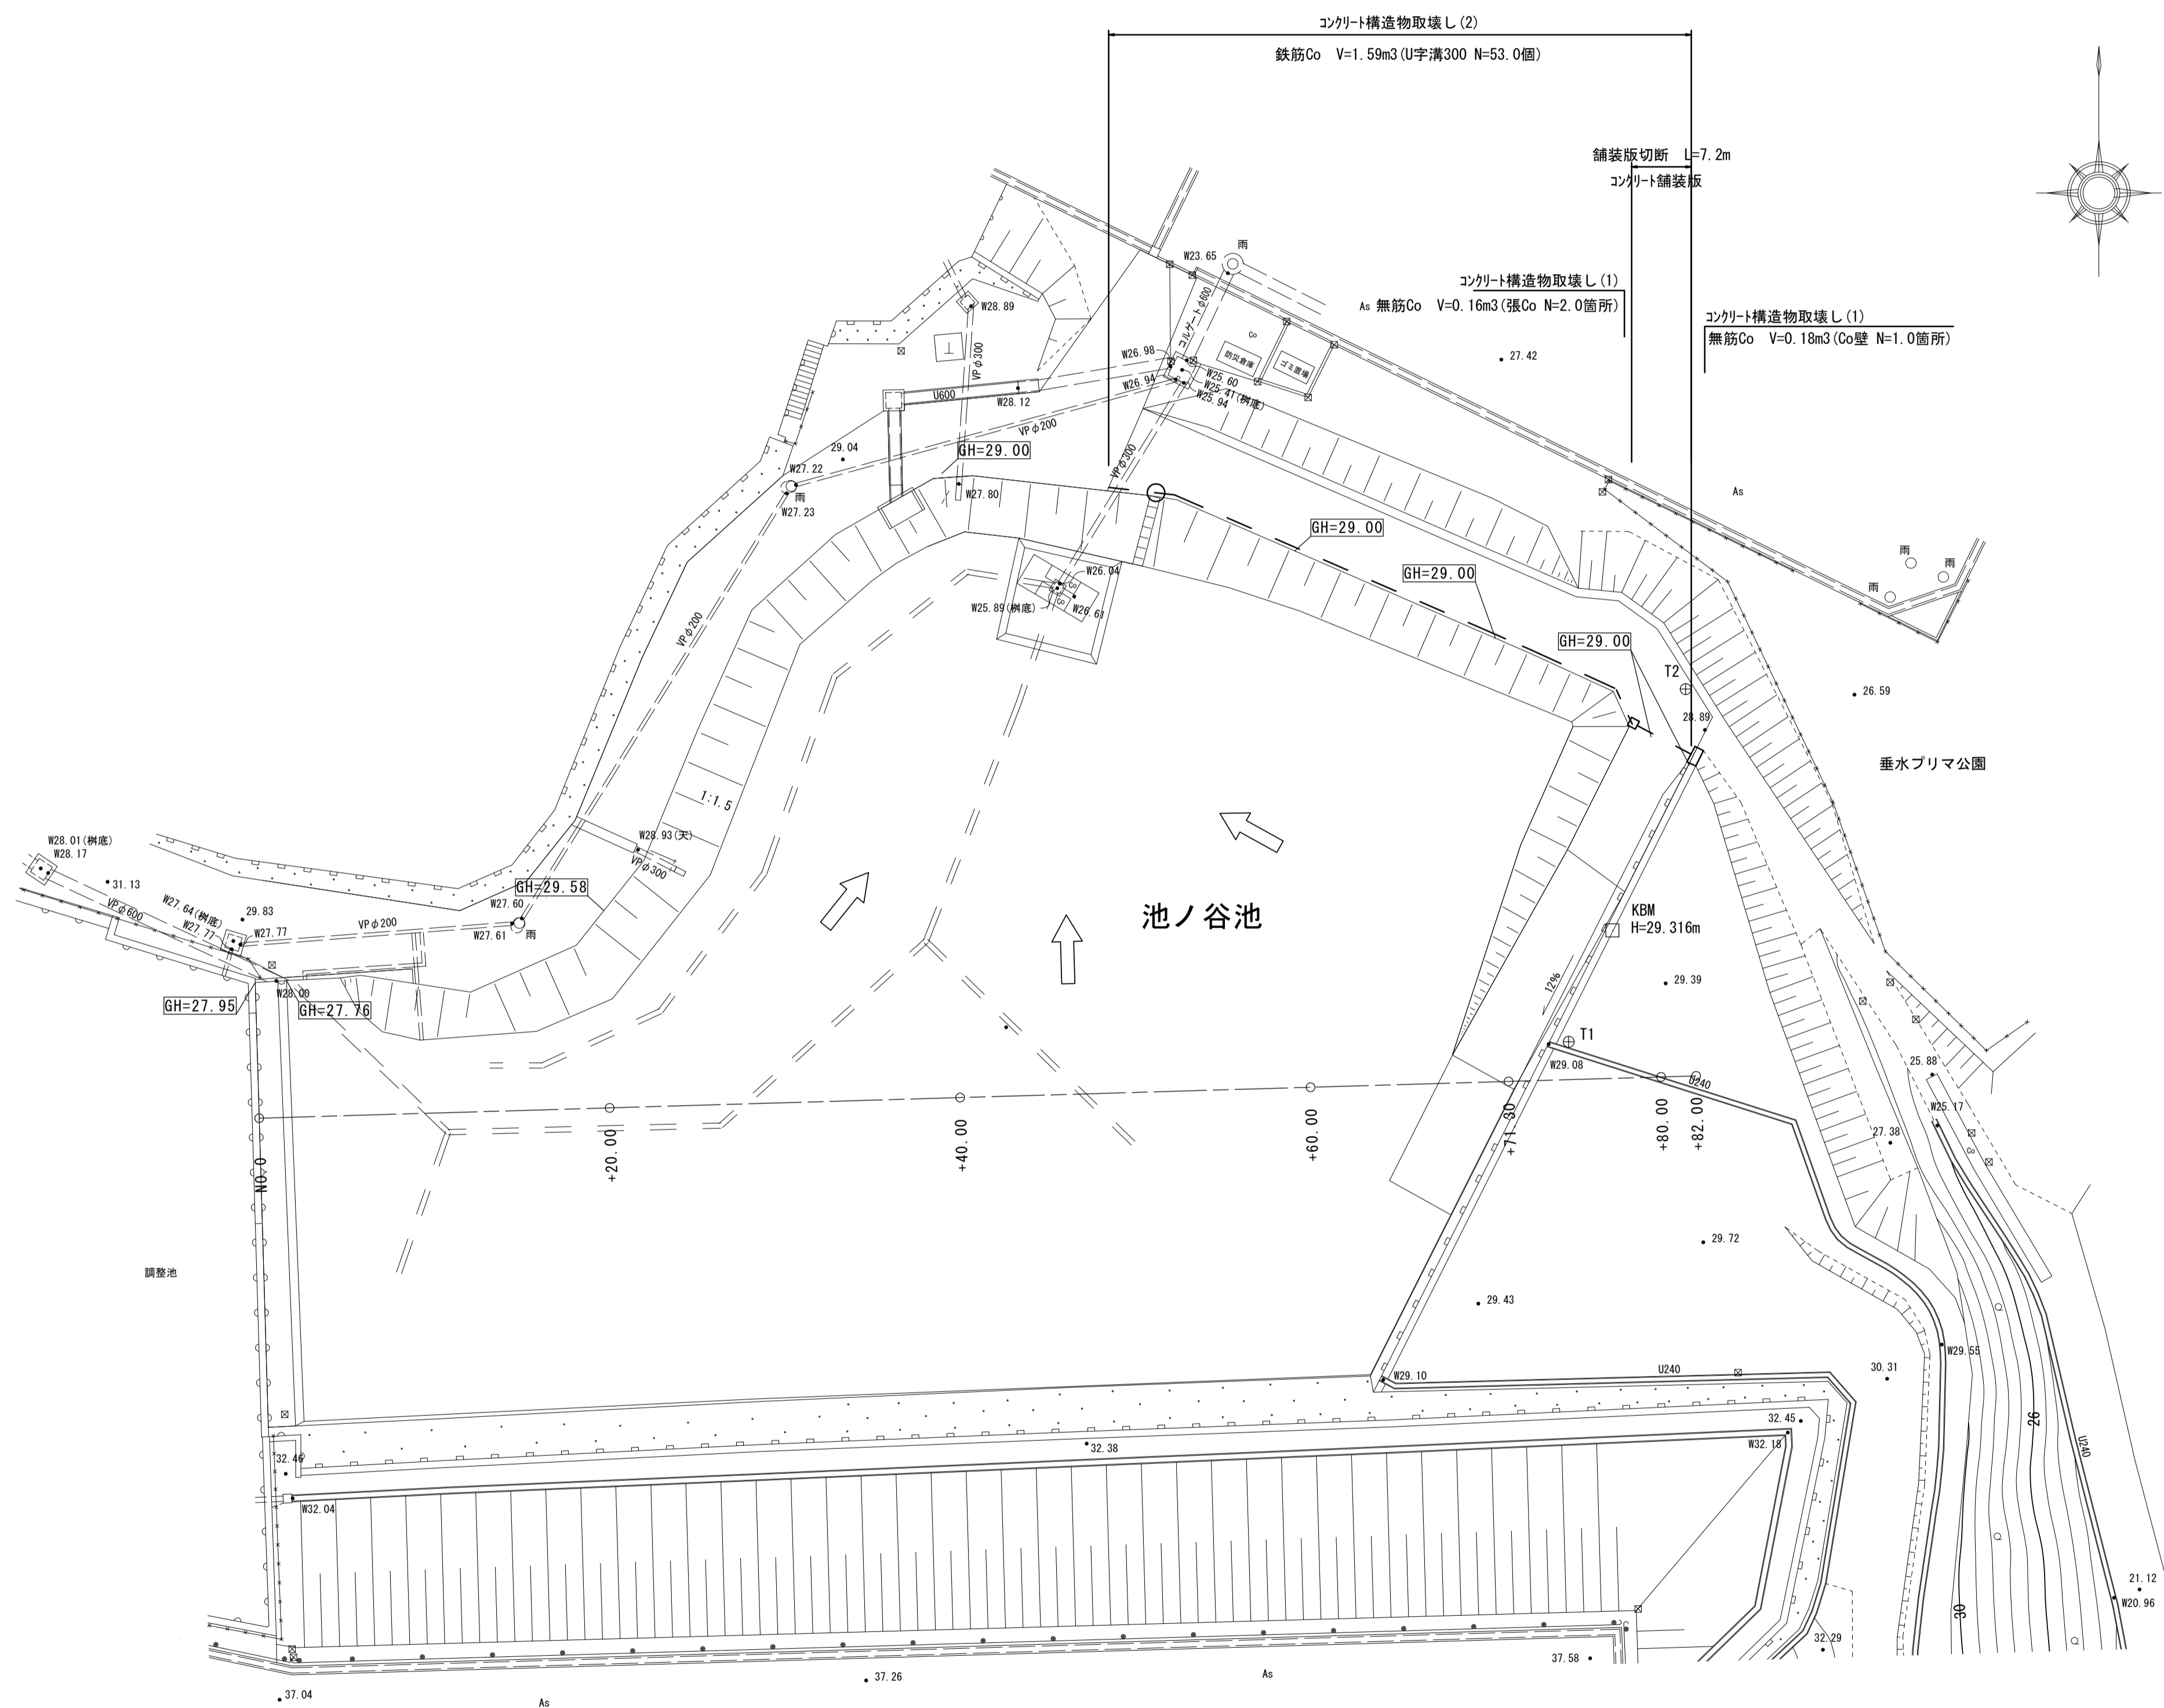 コンクリート構造物取壊し(2)
鉄筋Co V=1.59m3(U字溝300 N=53.0個)
舗装版切断 L=7.2m
コンクリート舗装版
コンクリート構造物取壊し(1)
As 無筋Co V=0.16m3(張Co N=2.0箇所)
コンクリート構造物取壊し(1)
無筋Co V=0.18m3(Co壁 N=1.0箇所)
雨
W23.65
コルゲートφ600
W28.89
VPφ300
Co
防災倉庫
ゴミ置場
27.42
W26.98
W26.94
W25.60
W25.41(桝底)
W25.94
U600
W28.12
VPφ200
29.04
GH=29.00
VPφ300
W27.22
雨
W27.23
W27.80
As
GH=29.00
雨
雨
雨
GH=29.00
W26.04
Co
Co
W25.89(桝底)
W26.61
VPφ200
GH=29.00
T2
28.89
26.59
垂水プリマ公園
1:1.5
W28.01(桝底)
W28.17
31.13
W28.93(天)
VPφ300
GH=29.58
W27.60
VPφ600
W27.64(桝底)
29.83
W27.77
W27.77
VPφ200
W27.61
雨
池ノ谷池
KBM
H=29.316m
12%
29.39
GH=27.95
W28.00
GH=27.76
T1
W29.08
U240
25.88
W25.17
27.38
NO.0
+20.00
+40.00
+60.00
+71.30
+80.00
+82.00
調整池
29.72
29.43
W29.55
30.31
W29.10
U240
26
32.45
W32.18
32.46
32.38
W32.04
U240
21.12
W20.96
30
32.29
37.58
37.26
As
37.04
As